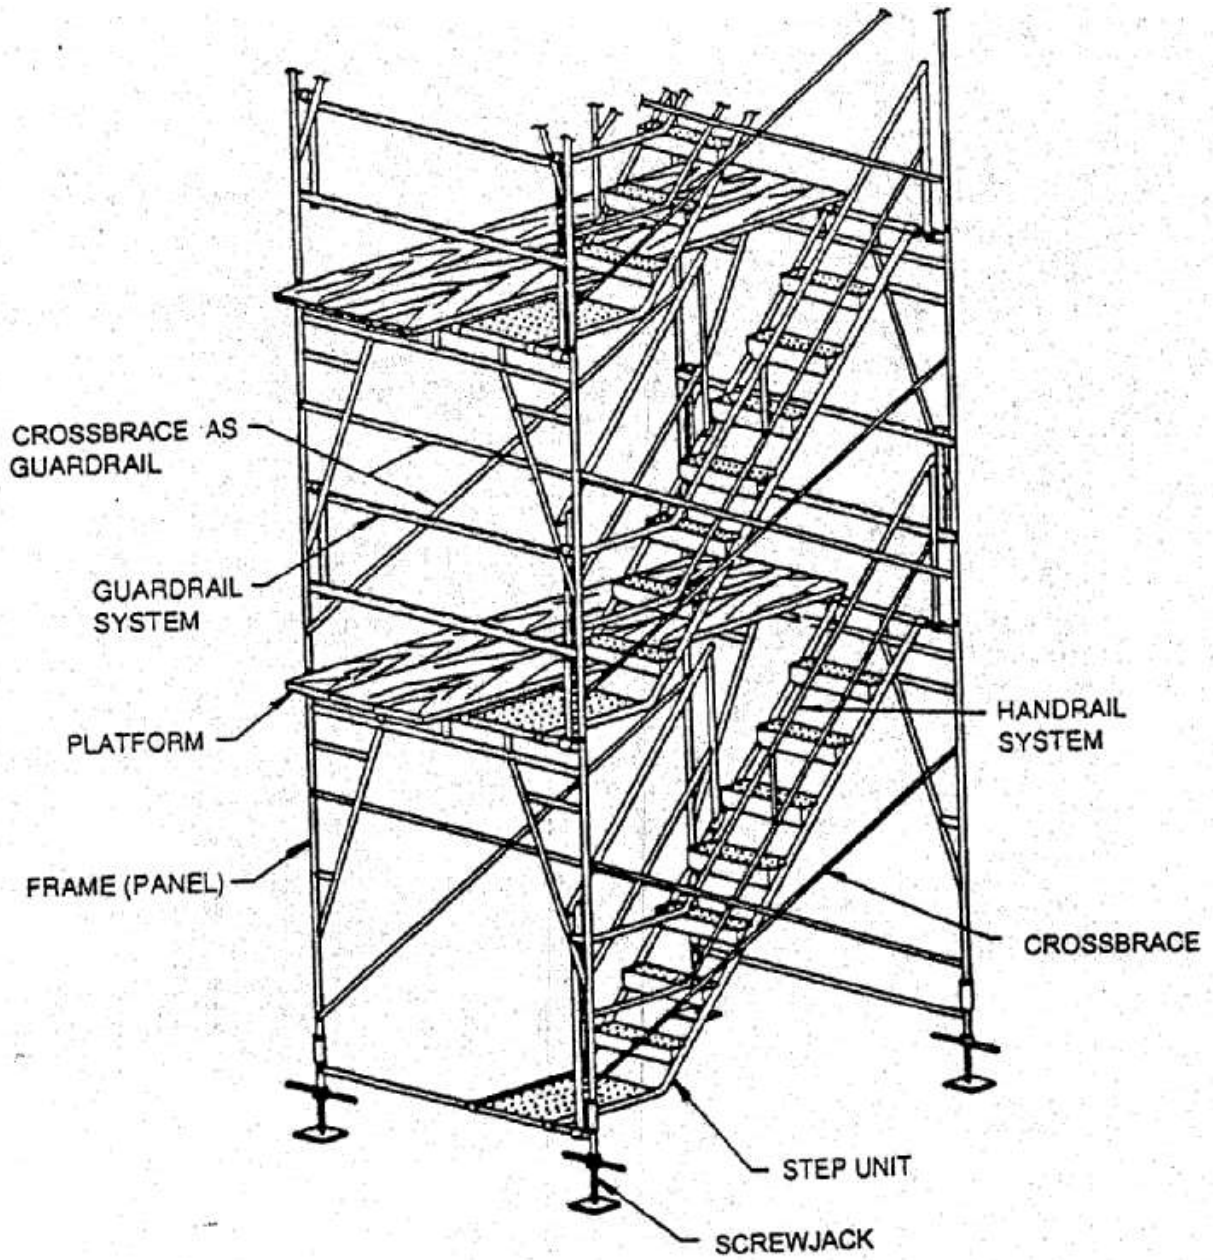 CROSSBRACE AS
GUARDRAIL
GUARDRAIL
SYSTEM
PLATFORM
HANDRAIL
SYSTEM
FRAME (PANEL)
CROSSBRACE
STEP UNIT
SCREWJACK